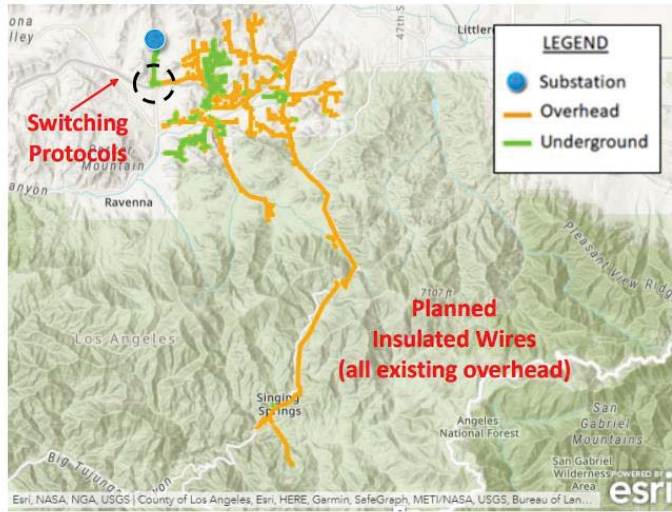 ona
lley
47th S
Littler
LEGEND
Substation
Overhead
Underground
Switching
Protocols
Mountain
anyon
Ravenna
Pleasant View Ridg
7107 ft
Planned
Insulated Wires
(all existing overhead)
Los Angeles
Singing
Springs
Angeles
National Forest
San
Gabriel
Mountains
San Gabriel
Wilderness
Area
Big Tujunga
Esri, NASA, NGA, USGS | County of Los Angeles, Esri, HERE, Garmin, SafeGraph, METI/NASA, USGS, Bureau of Lan...
POWERED BY
esri